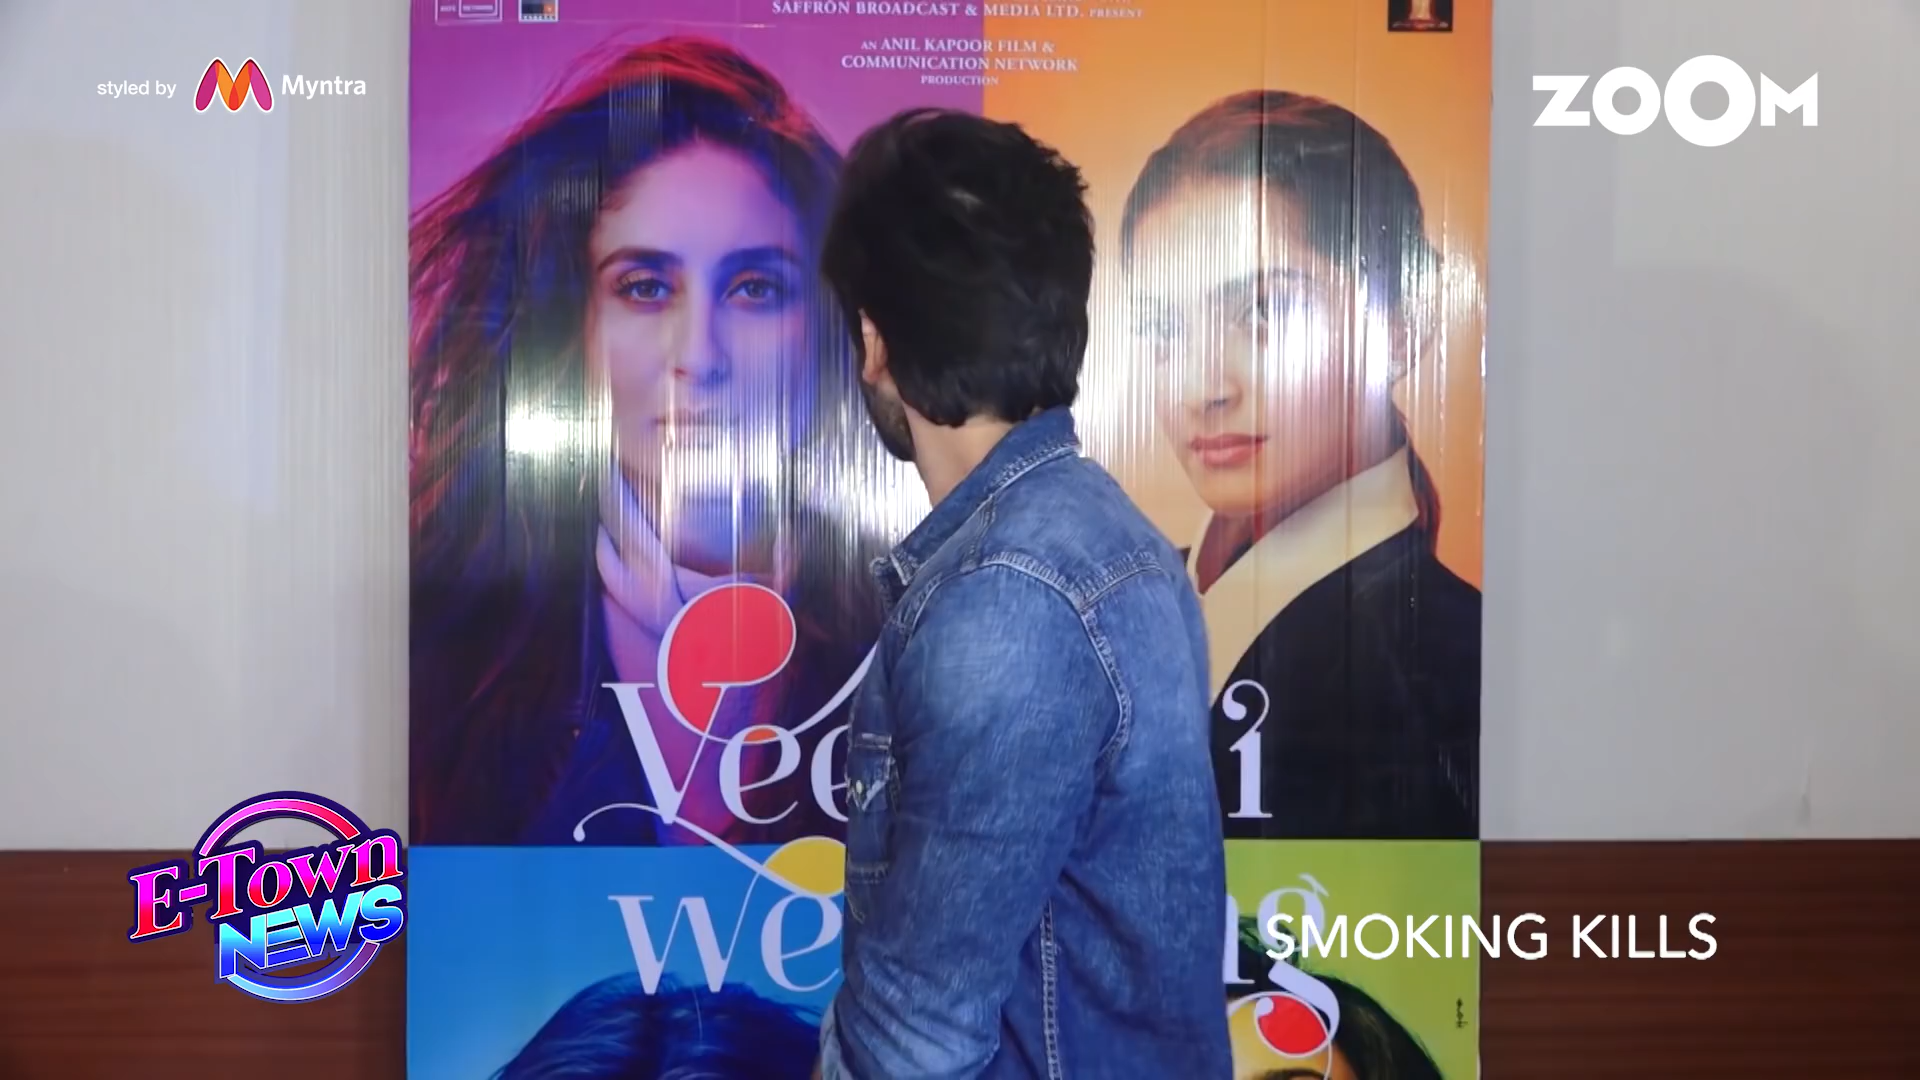 SAFFRON BROADCAST & MEDIA LTD. PRESENT
AN ANIL KAPOOR FILM &
COMMUNICATION NETWORK
PRODUCTION
styled by Myntra
ZOOM
Vee i
E-Town
NEWS
we ng
SMOKING KILLS